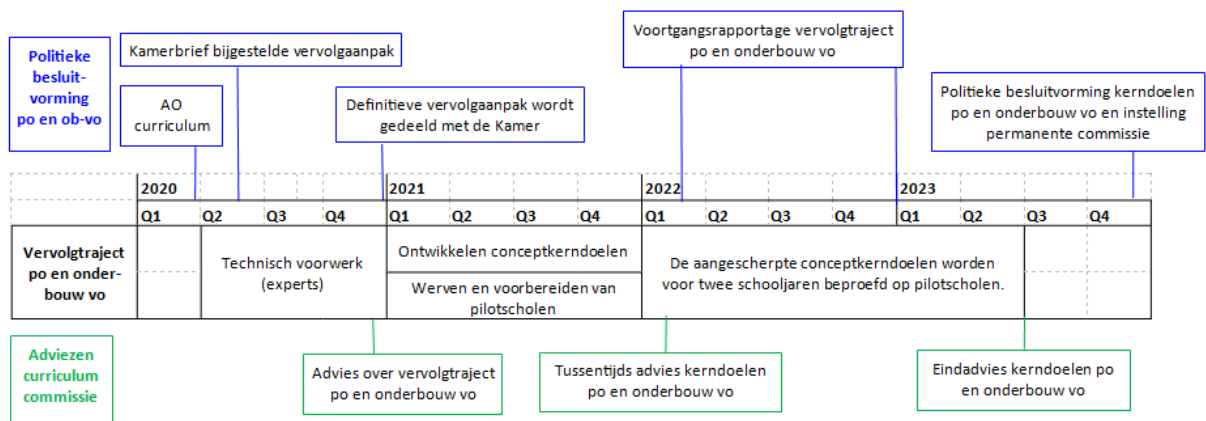 Politieke
besluit-
vorming
po en ob-vo
Kamerbrief bijgestelde vervolgaanpak
AO
curriculum
Definitieve vervolgaanpak wordt
gedeeld met de Kamer
Voortgangsrapportage vervolgtraject
po en onderbouw vo
Politieke besluitvorming kerndoelen
po en onderbouw vo en instelling
permanente commissie
2020 2021 2022 2023
Q1 Q2 Q3 Q4 Q1 Q2 Q3 Q4 Q1 Q2 Q3 Q4 Q1 Q2 Q3 Q4
Vervolgtraject
po en onder-
bouw vo
Technisch voorwerk
(experts)
Ontwikkelen conceptkerndoelen
Werven en voorbereiden van
pilotscholen
De aangescherpte conceptkerndoelen worden
voor twee schooljaren beproefd op pilotscholen.
Adviezen
curriculum
commissie
Advies over vervolgtraject
po en onderbouw vo
Tussentijds advies kerndoelen
po en onderbouw vo
Eindadvies kerndoelen po
en onderbouw vo